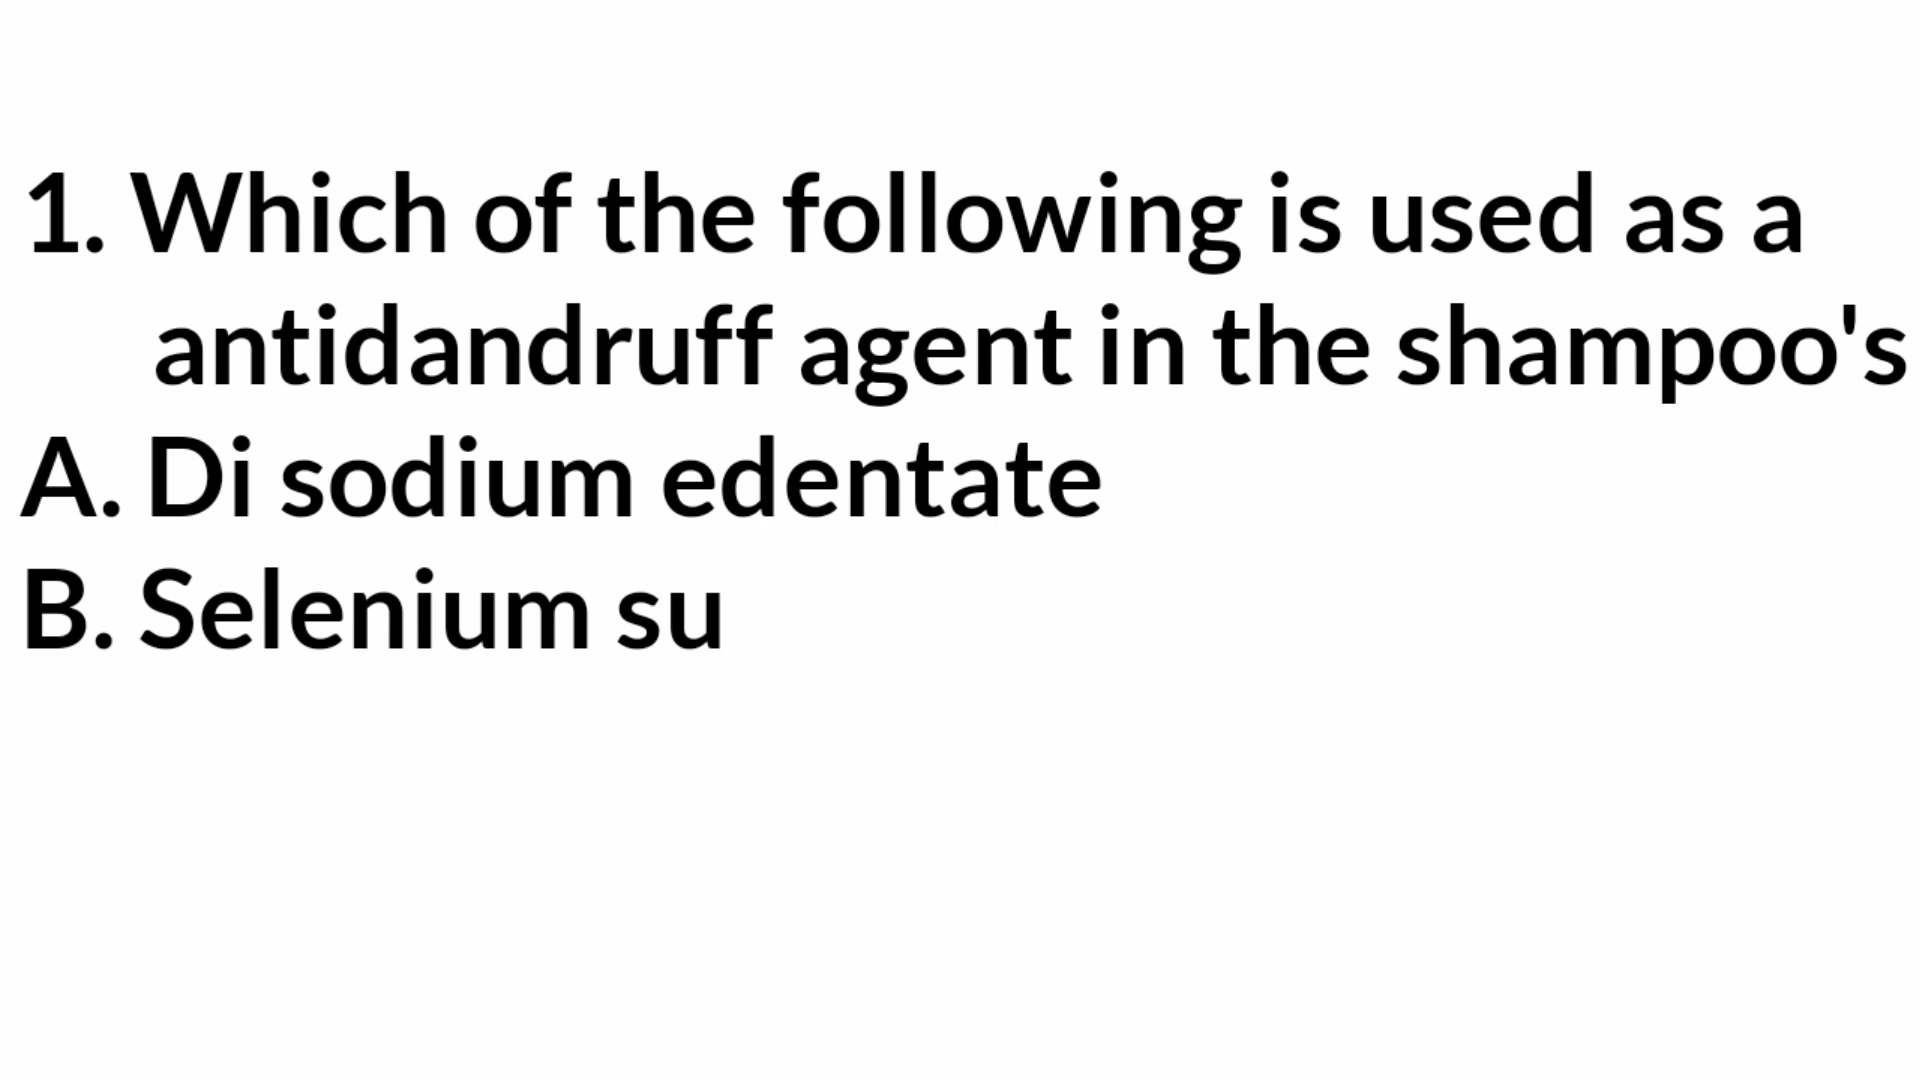 1. Which of the following is used as a
antidandruff agent in the shampoo's
A. Di sodium edentate
B. Selenium su